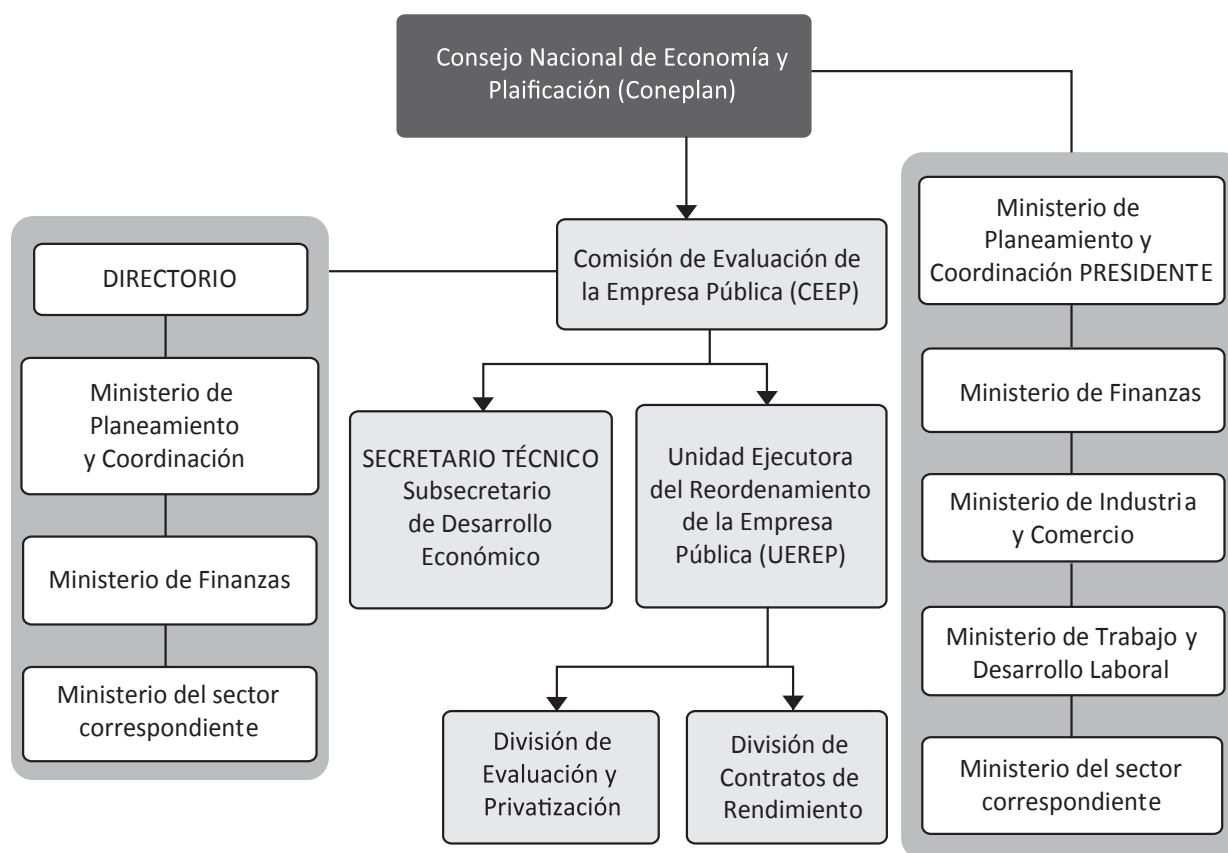 Consejo Nacional de Economía y
Plaificación (Coneplan)
Comisión de Evaluación de
la Empresa Pública (CEEP)
DIRECTORIO
Ministerio de
Planeamiento
y Coordinación
Ministerio de Finanzas
Ministerio del sector
correspondiente
SECRETARIO TÉCNICO
Subsecretario
de Desarrollo
Económico
Unidad Ejecutora
del Reordenamiento
de la Empresa
Pública (UEREP)
División de
Evaluación y
Privatización
División de
Contratos de
Rendimiento
Ministerio de
Planeamiento y
Coordinación PRESIDENTE
Ministerio de Finanzas
Ministerio de Industria
y Comercio
Ministerio de Trabajo y
Desarrollo Laboral
Ministerio del sector
correspondiente